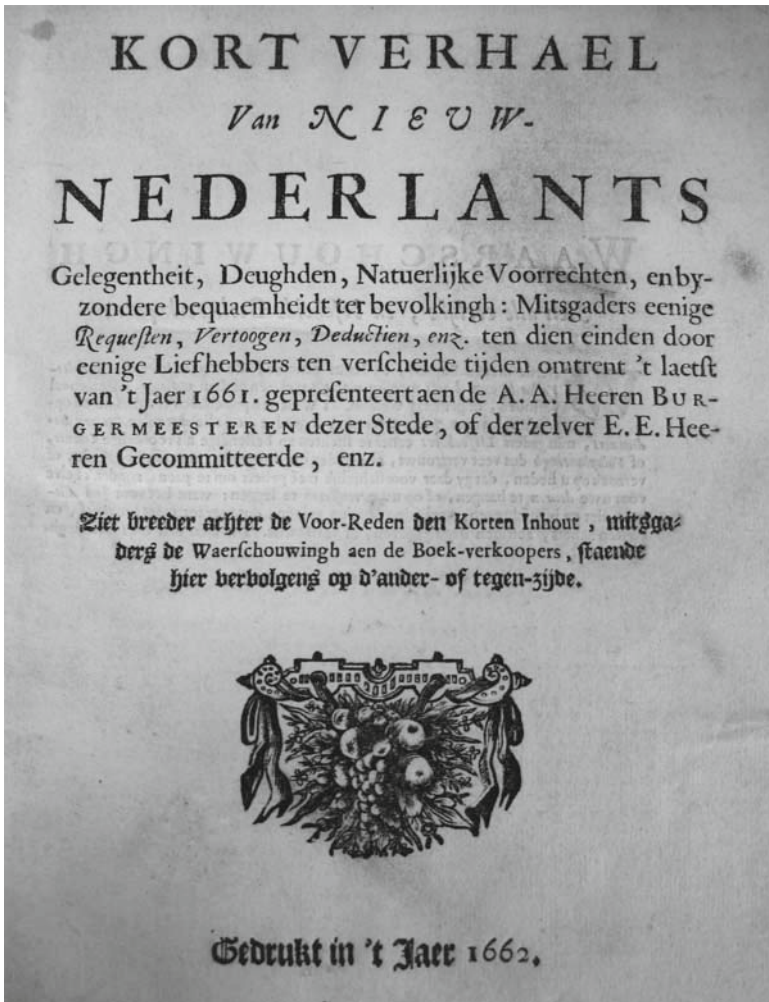 KORT VERHAEL
Van NIEUW-
NEDERLANTS
Gelegentheit, Deughden, Natuerlijke Voorrechten, en by-
zondere bequaemheidt ter bevolkingh: Mitsgaders eenige
Requeſten, Vertoogen, Deductien, enz. ten dien einden door
eenige Liefhebbers ten verſcheide tijden omtrent 't laetſt
van 't Jaer 1661. gepreſenteert aen de A. A. Heeren BUR-
GERMEESTEREN dezer Stede, of der zelver E. E. Hee-
ren Gecommitteerde, enz.
Ziet breeder achter de Voor-Reden den Korten Inhout, mitſga-
ders de Waerſchouwingh aen de Boek-verkoopers, ſtaende
hier vervolgens op d'ander- of tegen-zijde.
Gedrukt in 't Jaer 1662.